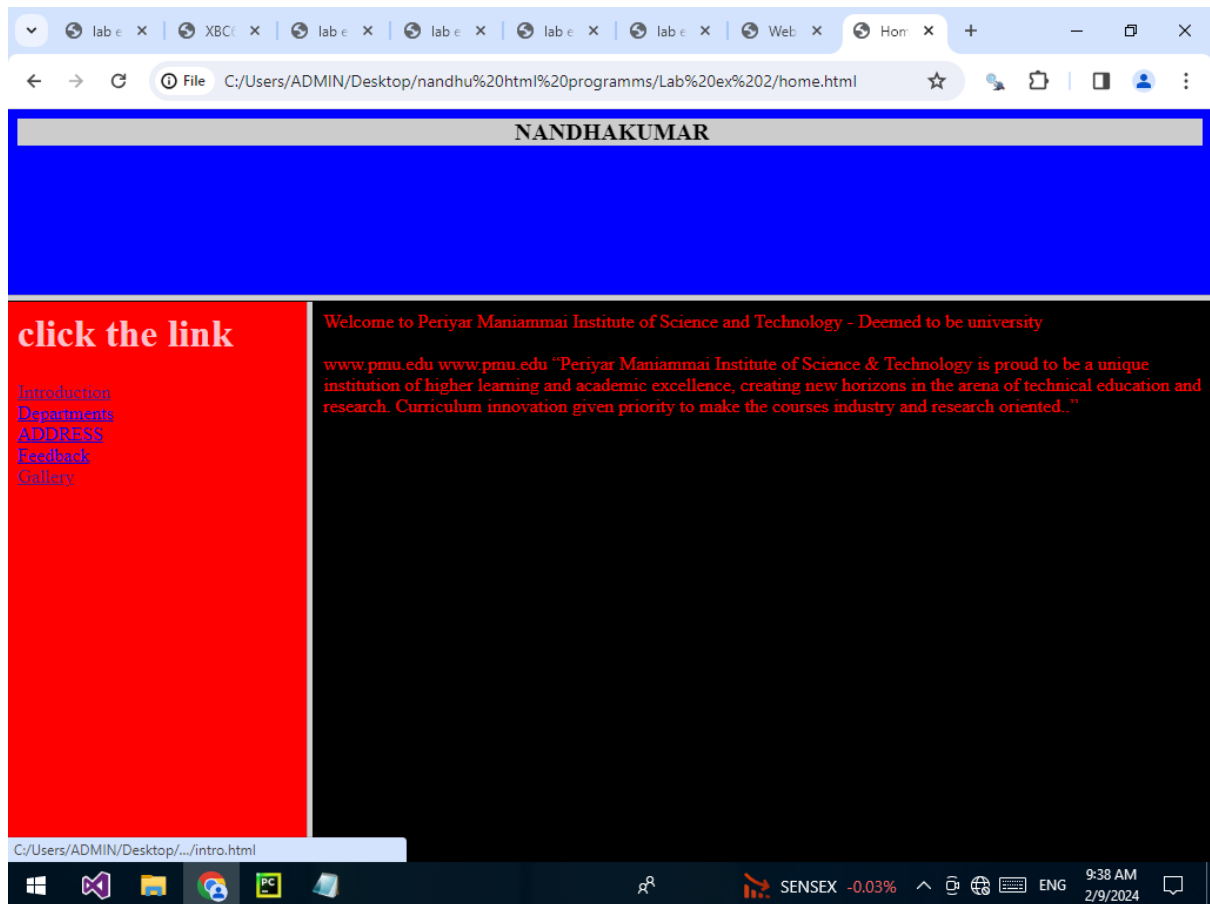 lab e XBC lab e lab e lab e lab e Web Hom
File C:/Users/ADMIN/Desktop/nandhu%20html%20programms/Lab%20ex%202/home.html
NANDHAKUMAR
click the link
Introduction
Departments
ADDRESS
Feedback
Gallery
Welcome to Periyar Maniammai Institute of Science and Technology - Deemed to be university
www.pmu.edu www.pmu.edu “Periyar Maniammai Institute of Science & Technology is proud to be a unique
institution of higher learning and academic excellence, creating new horizons in the arena of technical education and
research. Curriculum innovation given priority to make the courses industry and research oriented..”
C:/Users/ADMIN/Desktop/.../intro.html
PC
SENSEX -0.03% ENG 9:38 AM
2/9/2024